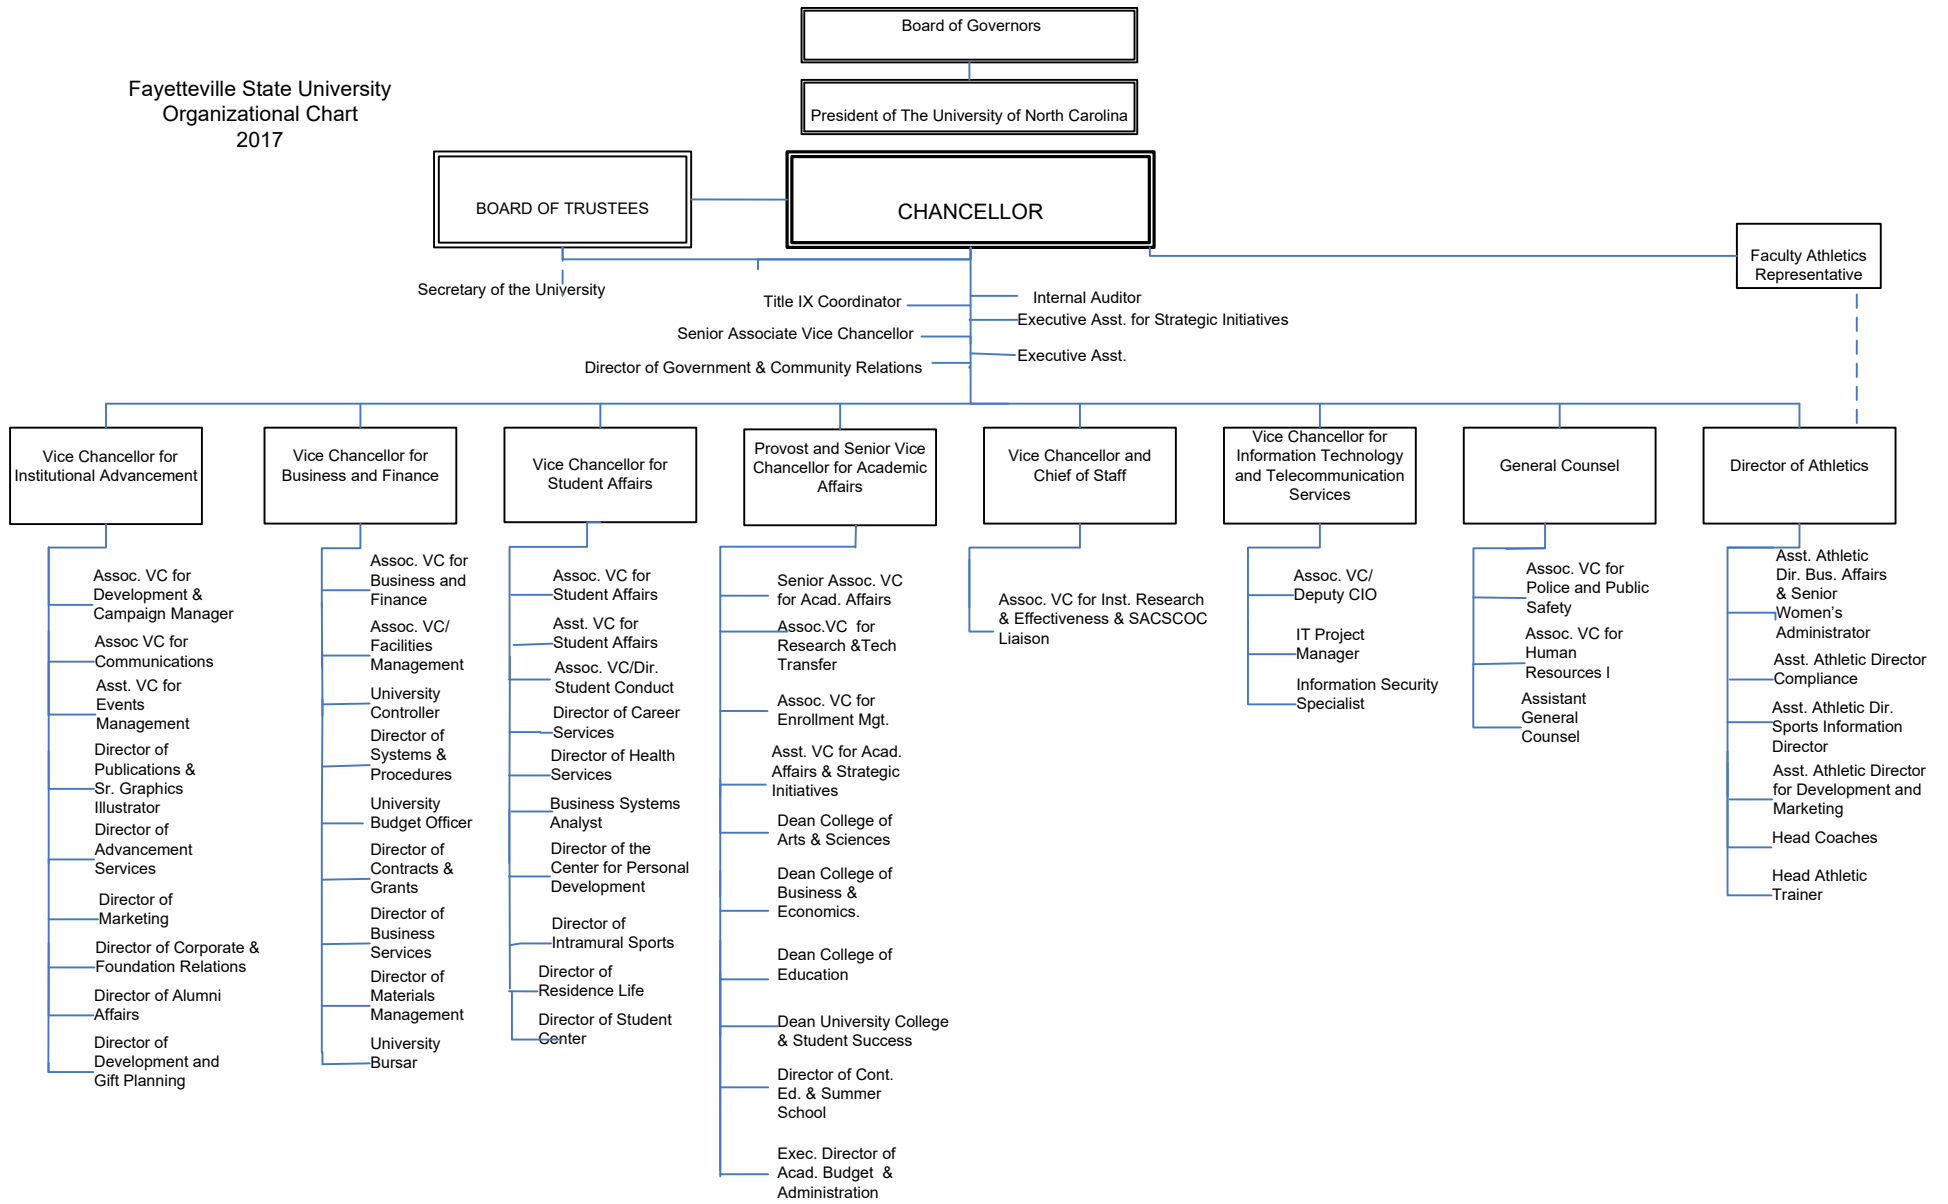 Board of Governors
Fayetteville State University
Organizational Chart
2017
President of The University of North Carolina
BOARD OF TRUSTEES
CHANCELLOR
Faculty Athletics
Representative
Secretary of the University
Title IX Coordinator
Internal Auditor
Executive Asst. for Strategic Initiatives
Senior Associate Vice Chancellor
Executive Asst.
Director of Government & Community Relations
Vice Chancellor for
Institutional Advancement
Vice Chancellor for
Business and Finance
Vice Chancellor for
Student Affairs
Provost and Senior Vice
Chancellor for Academic
Affairs
Vice Chancellor and
Chief of Staff
Vice Chancellor for
Information Technology
and Telecommunication
Services
General Counsel
Director of Athletics
Assoc. VC for
Development &
Campaign Manager
Assoc VC for
Communications
Asst. VC for
Events
Management
Director of
Publications &
Sr. Graphics
Illustrator
Director of
Advancement
Services
Director of
Marketing
Director of Corporate &
Foundation Relations
Director of Alumni
Affairs
Director of
Development and
Gift Planning
Assoc. VC for
Business and
Finance
Assoc. VC/
Facilities
Management
University
Controller
Director of
Systems &
Procedures
University
Budget Officer
Director of
Contracts &
Grants
Director of
Business
Services
Director of
Materials
Management
University
Bursar
Assoc. VC for
Student Affairs
Asst. VC for
Student Affairs
Assoc. VC/Dir.
Student Conduct
Director of Career
Services
Director of Health
Services
Business Systems
Analyst
Director of the
Center for Personal
Development
Director of
Intramural Sports
Director of
Residence Life
Director of Student
Center
Senior Assoc. VC
for Acad. Affairs
Assoc.VC for
Research &Tech
Transfer
Assoc. VC for
Enrollment Mgt.
Asst. VC for Acad.
Affairs & Strategic
Initiatives
Dean College of
Arts & Sciences
Dean College of
Business &
Economics.
Dean College of
Education
Dean University College
& Student Success
Director of Cont.
Ed. & Summer
School
Exec. Director of
Acad. Budget &
Administration
Assoc. VC for Inst. Research
& Effectiveness & SACSCOC
Liaison
Assoc. VC/
Deputy CIO
IT Project
Manager
Information Security
Specialist
Assoc. VC for
Police and Public
Safety
Assoc. VC for
Human
Resources I
Assistant
General
Counsel
Asst. Athletic
Dir. Bus. Affairs
& Senior
Women's
Administrator
Asst. Athletic Director
Compliance
Asst. Athletic Dir.
Sports Information
Director
Asst. Athletic Director
for Development and
Marketing
Head Coaches
Head Athletic
Trainer